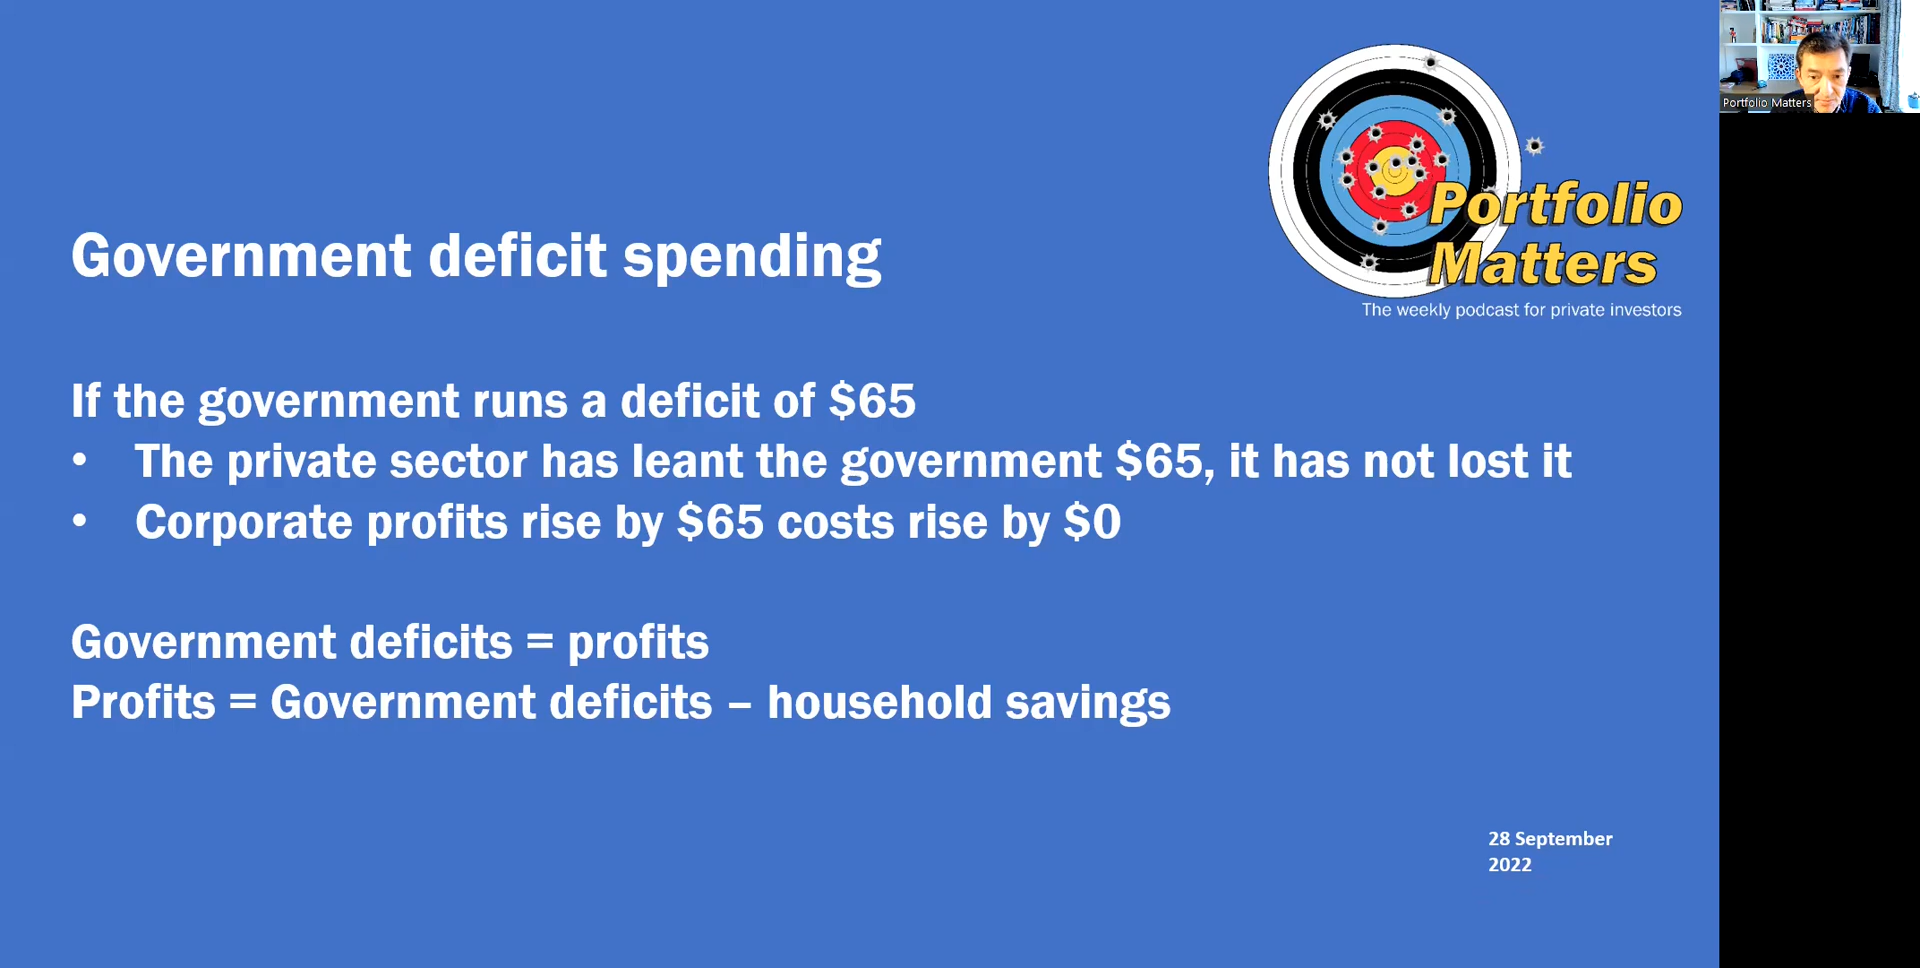 Portfolio Matters
Portfolio
Matters
The weekly podcast for private investors
Government deficit spending
If the government runs a deficit of $65
• The private sector has leant the government $65, it has not lost it
• Corporate profits rise by $65 costs rise by $0
Government deficits = profits
Profits = Government deficits – household savings
28 September
2022